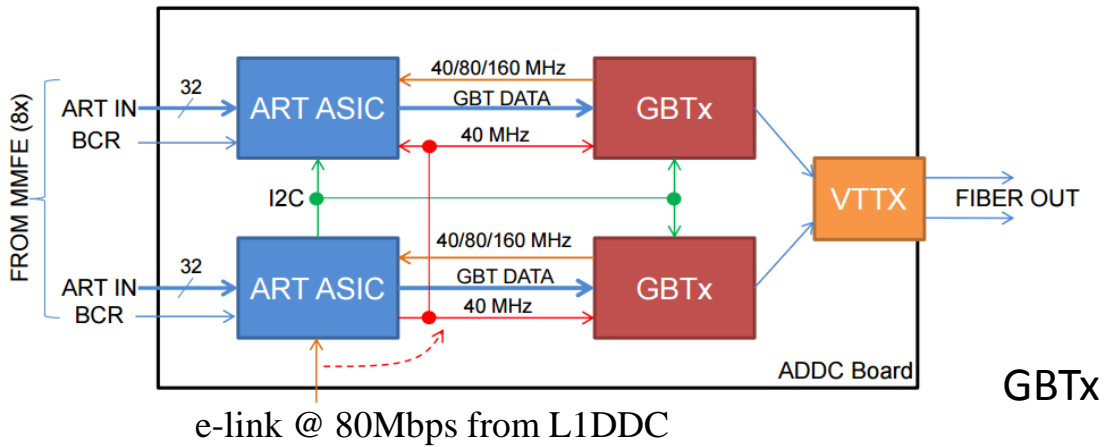 FROM MMFE (8x)
32
ART IN
BCR
ART ASIC
40/80/160 MHz
GBT DATA
40 MHz
GBTx
I2C
VTTX
FIBER OUT
32
ART IN
BCR
ART ASIC
40/80/160 MHz
GBT DATA
40 MHz
GBTx
ADDC Board
GBTx
e-link @ 80Mbps from L1DDC